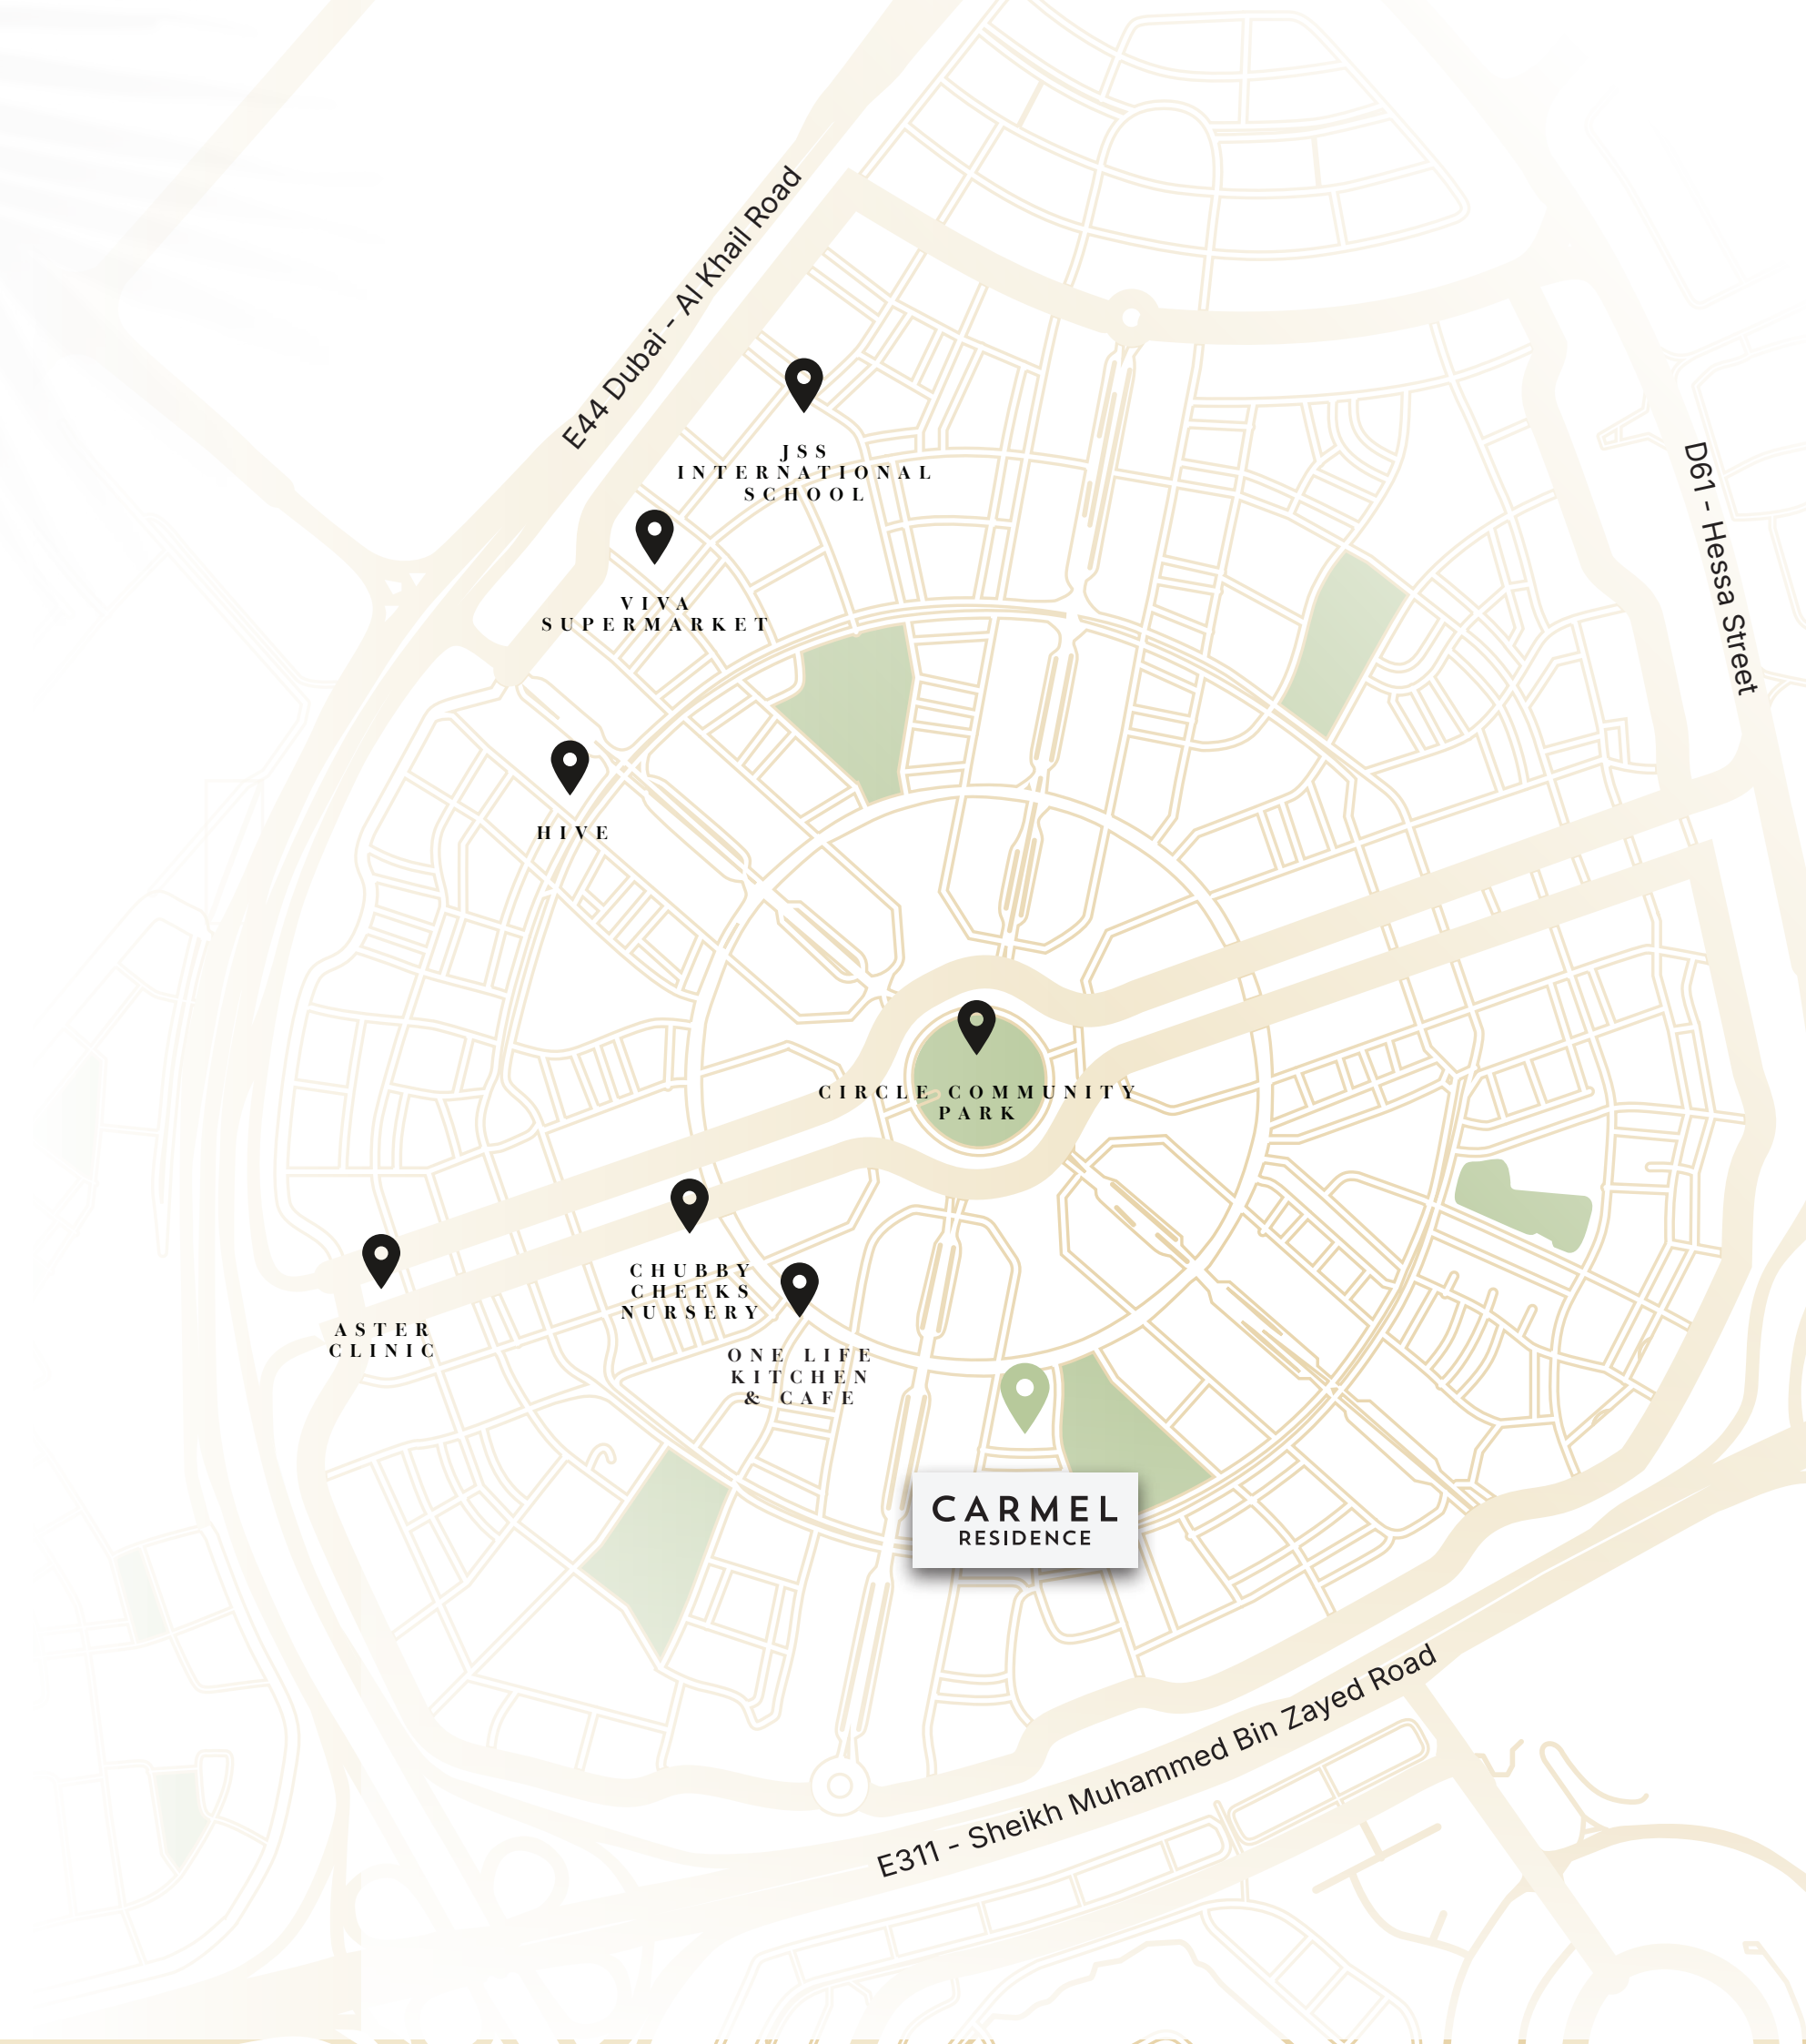 E44 Dubai - Al Khail Road
JSS
INTERNATIONAL
SCHOOL
D61 - Hessa Street
VIVA
SUPERMARKET
HIVE
CIRCLE COMMUNITY
PARK
CHUBBY
CHEEKS
NURSERY
ASTER
CLINIC
ONE LIFE
KITCHEN
& CAFE
CARMEL
RESIDENCE
E311 - Sheikh Muhammed Bin Zayed Road